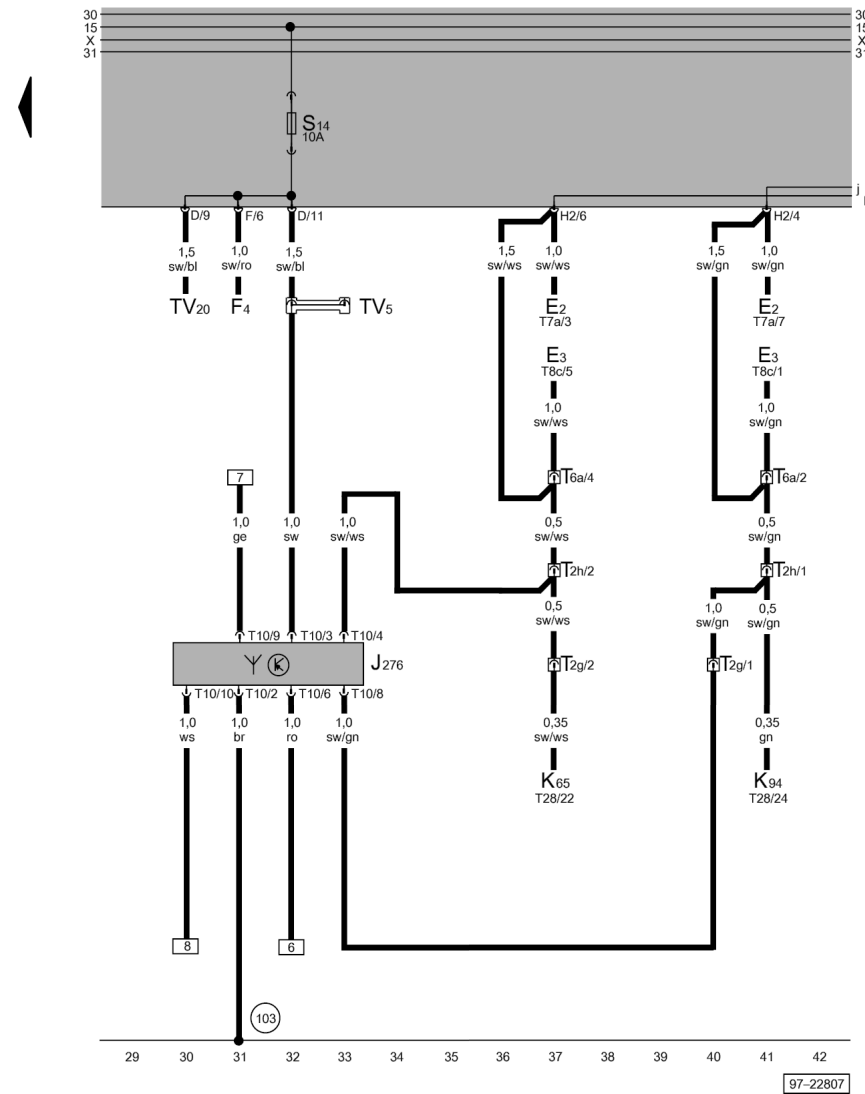 30 30
15 15
X X
31 31
S14
10A
j
D/9 F/6 D/11 H2/6 H2/4
1,5 1,0 1,5 1,5 1,0 1,5 1,0
sw/bl sw/ro sw/bl sw/ws sw/ws sw/gn sw/gn
TV20 F4 TV5 E2 E2
T7a/3 T7a/7
E3 E3
T8c/5 T8c/1
1,0 1,0
sw/ws sw/gn
7 T6a/4 T6a/2
1,0 1,0 1,0 0,5 0,5
ge sw sw/ws sw/ws sw/gn
T2h/2 T2h/1
0,5 1,0 0,5
sw/ws sw/gn sw/gn
T10/9 T10/3 T10/4
J276 T2g/2 T2g/1
T10/10 T10/2 T10/6 T10/8
1,0 1,0 1,0 1,0 0,35 0,35
ws br ro sw/gn sw/ws gn
K65 K94
T28/22 T28/24
8 6
103
29 30 31 32 33 34 35 36 37 38 39 40 41 42
97–22807